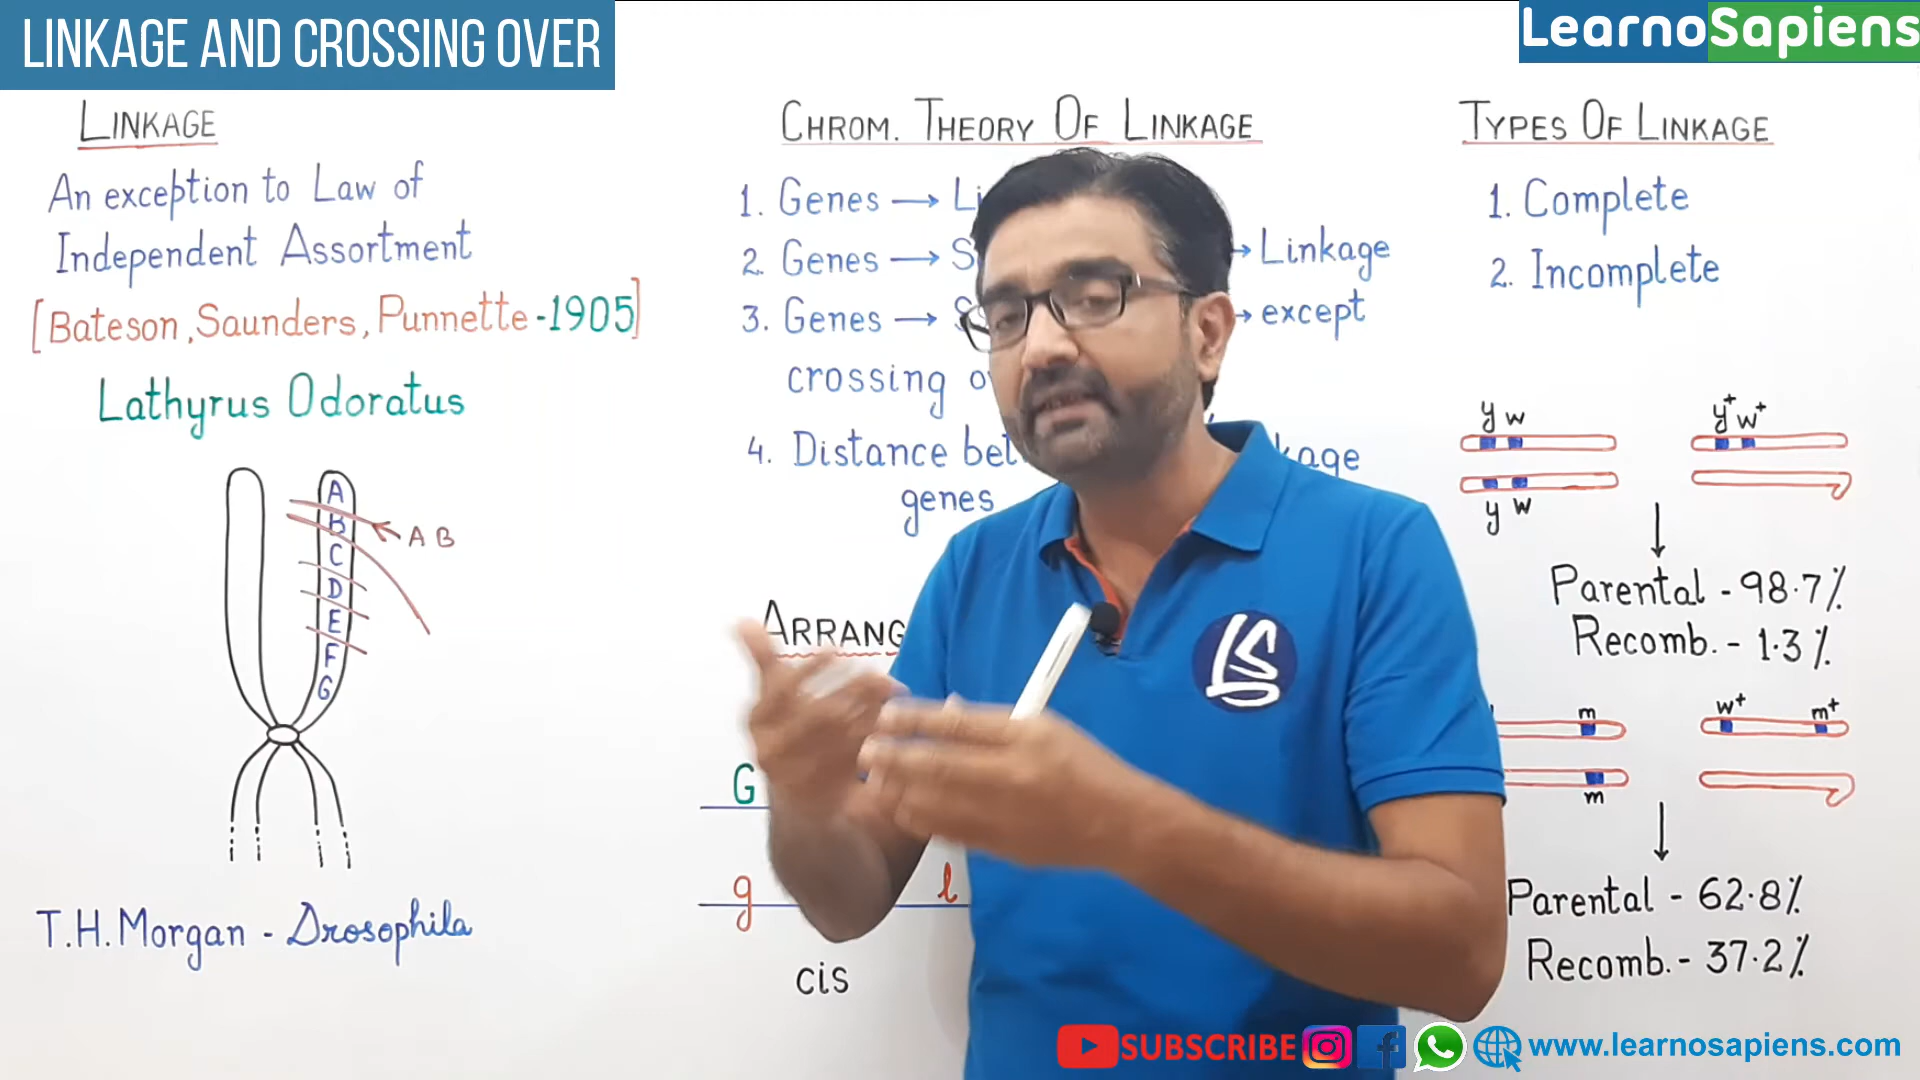 LINKAGE AND CROSSING OVER
LearnoSapiens
LINKAGE
An exception to Law of
Independent Assortment
[Bateson, Saunders, Punnette - 1905]
Lathyrus Odoratus
A
B
C
D
E
F
G
A B
T.H. Morgan - Drosophila
CHROM. THEORY OF LINKAGE
1. Genes →
2. Genes → → Linkage
3. Genes → → except
crossing
4. Distance
genes
G
g l
cis
TYPES OF LINKAGE
1. Complete
2. Incomplete
y w y+ w+
y w
↓
Parental - 98.7%
Recomb. - 1.3%
m w+ m+
m
↓
Parental - 62.8%
Recomb. - 37.2%
LS
SUBSCRIBE
www.learnosapiens.com